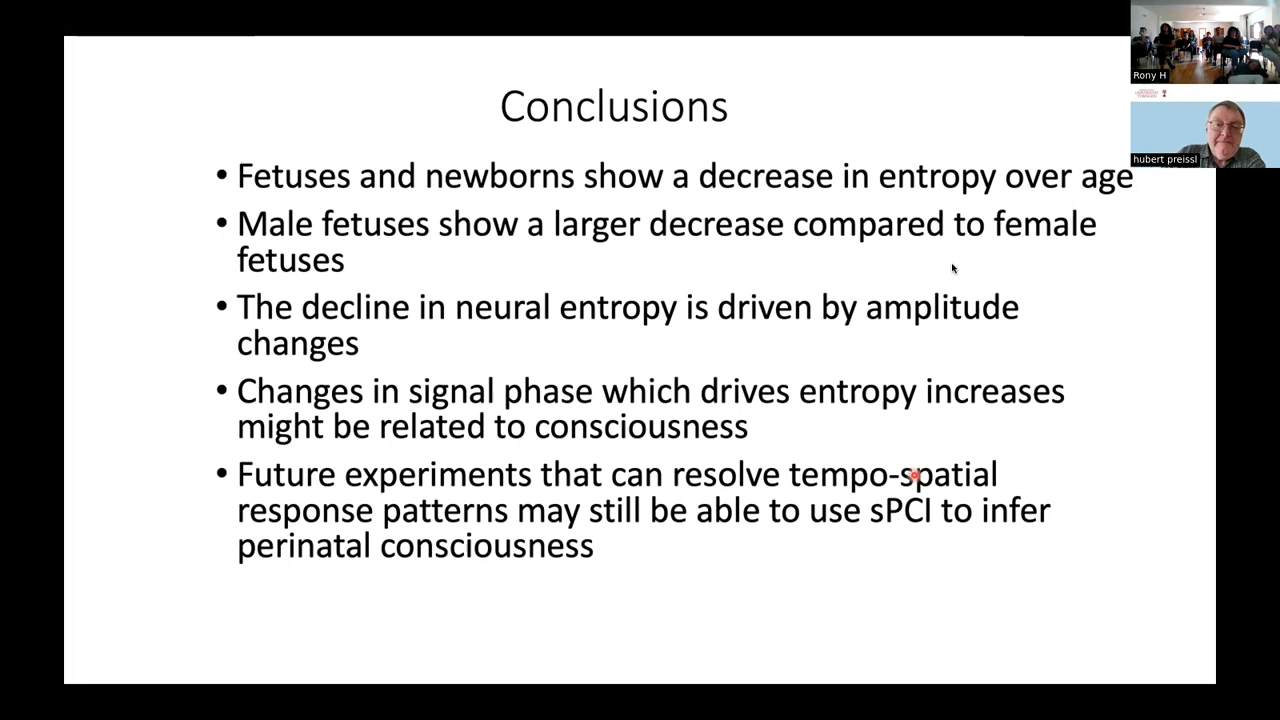 Conclusions
• Fetuses and newborns show a decrease in entropy over age
• Male fetuses show a larger decrease compared to female
fetuses
• The decline in neural entropy is driven by amplitude
changes
• Changes in signal phase which drives entropy increases
might be related to consciousness
• Future experiments that can resolve tempo-spatial
response patterns may still be able to use sPCI to infer
perinatal consciousness
Rony H
hubert preissl